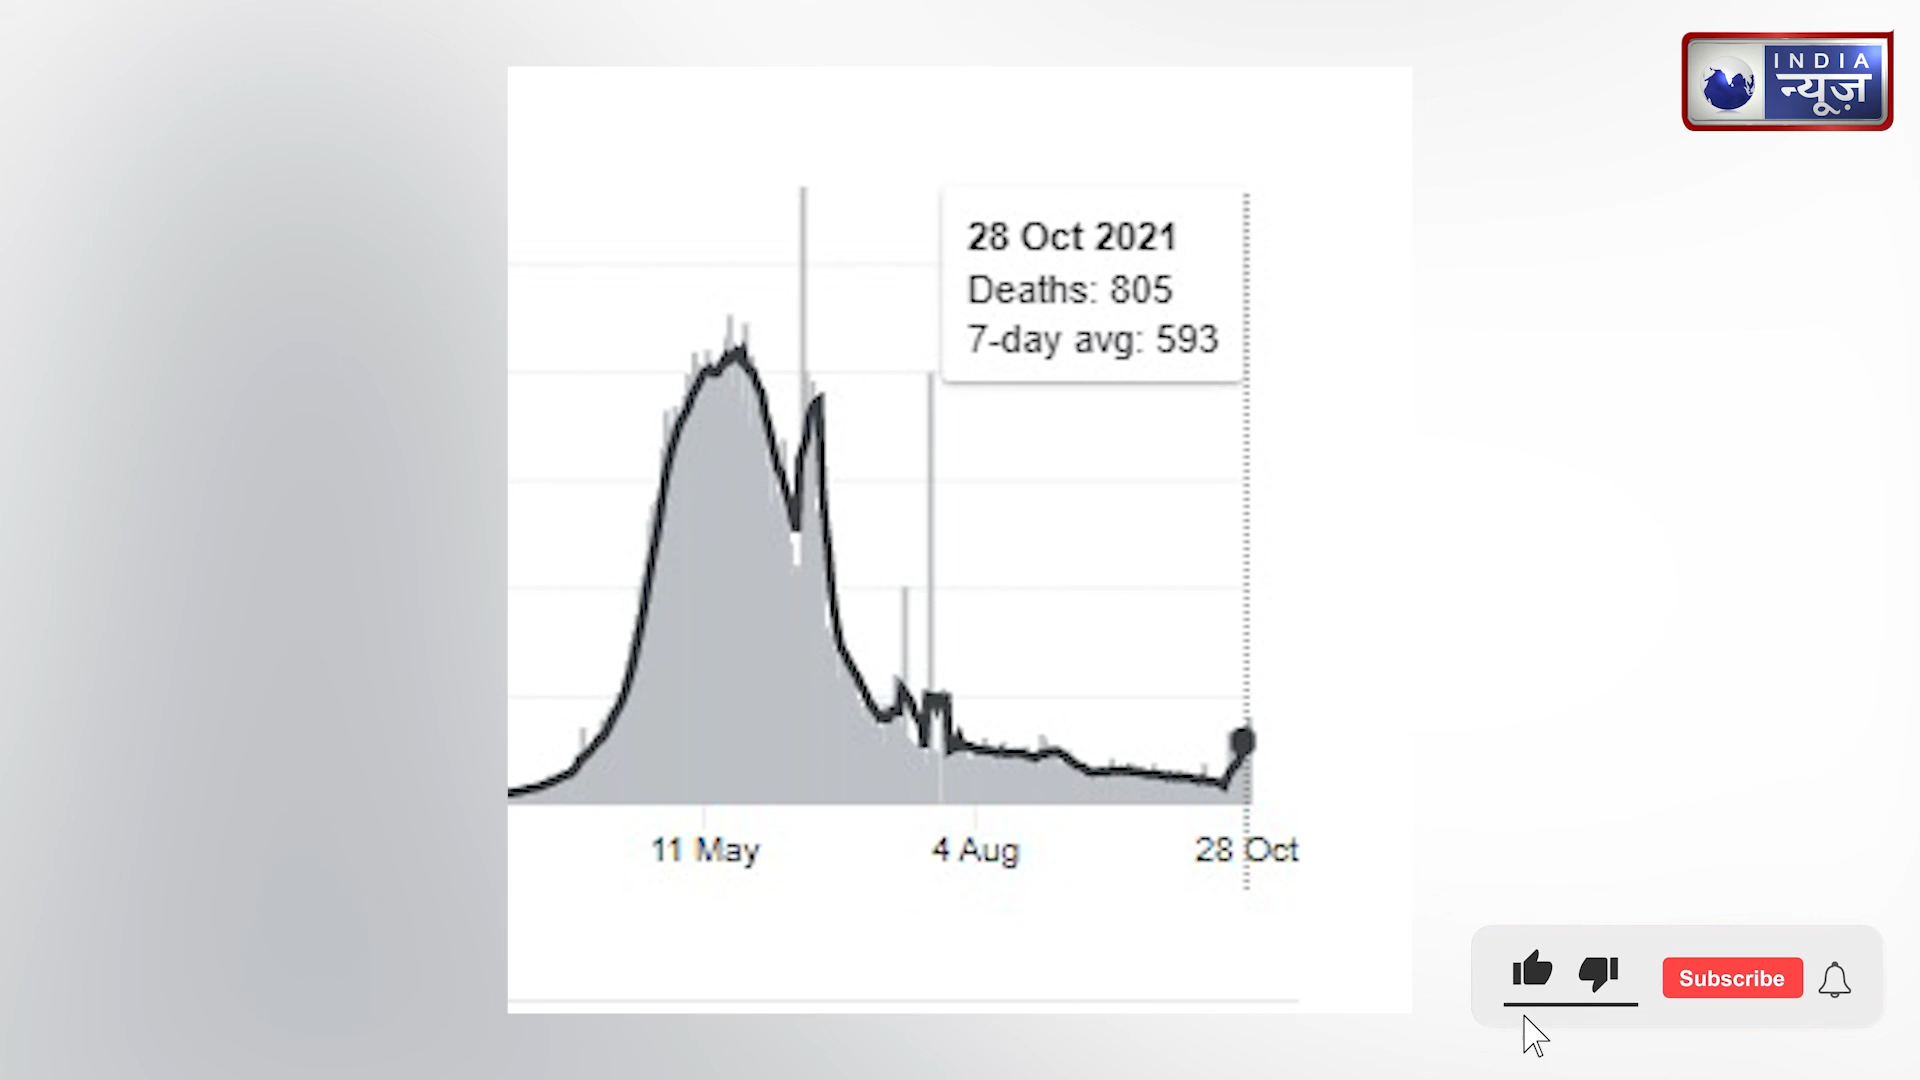 INDIA
न्यूज़
28 Oct 2021
Deaths: 805
7-day avg: 593
11 May
4 Aug
28 Oct
Subscribe